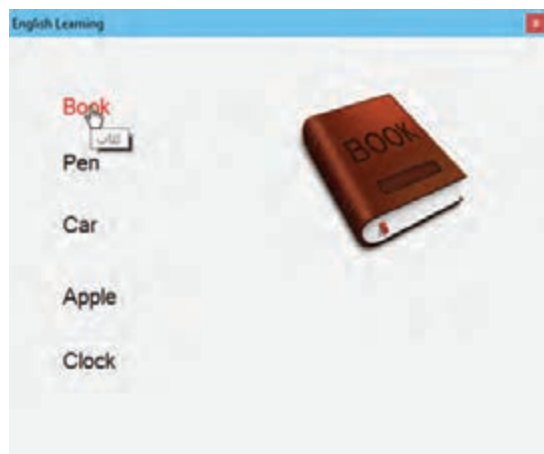 English Learning
Book
کتاب
BOOK
Pen
Car
Apple
Clock